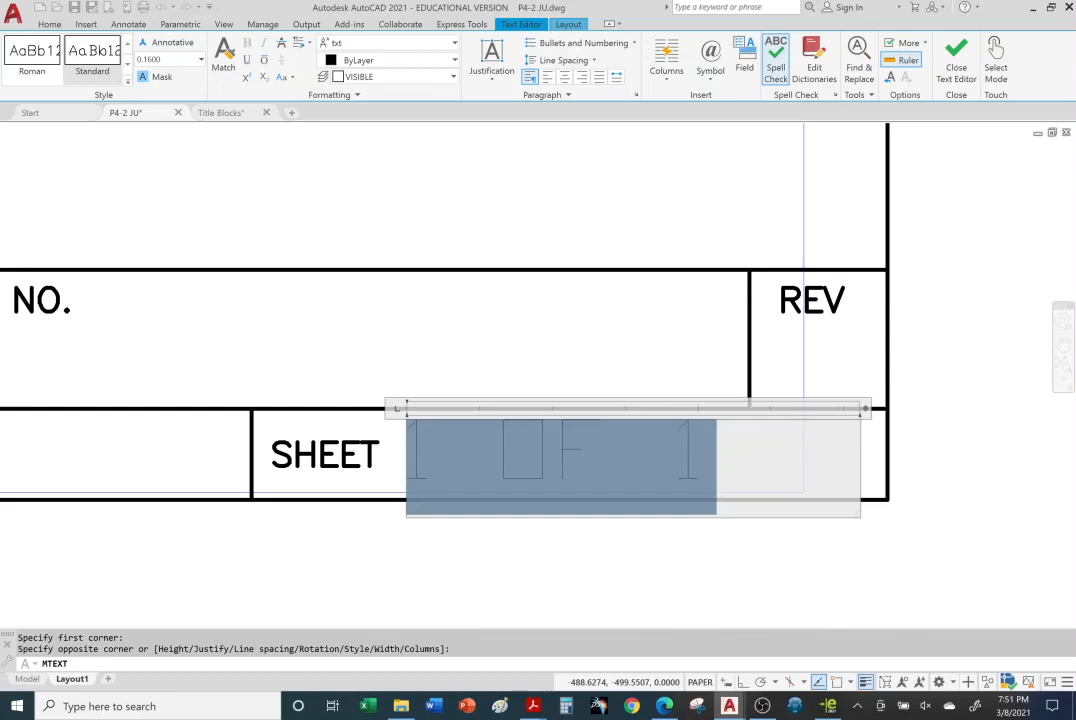 Autodesk AutoCAD 2021 - EDUCATIONAL VERSION P4-2 JU.dwg
Type a keyword or phrase
Sign In
7:51 PM
Home Insert Annotate Parametric View Manage Output Add-ins Collaborate Express Tools Text Editor Layout
AaBb12 AaBb12 Annotative
0.1600
Mask
Roman Standard
Style
Match
B I
txt
ByLayer
VISIBLE
Formatting
Justification
Bullets and Numbering
Line Spacing
Paragraph
Columns Symbol Field
Insert
ABC
Spell Check
Edit Dictionaries
Spell Check
Find & Replace
Tools
More
Ruler
Options
Close Text Editor
Close
Select Mode
Touch
Start P4-2 JU* Title Blocks*
NO. REV
SHEET 1 OF 1
Specify first corner:
Specify opposite corner or [Height/Justify/Line spacing/Rotation/Style/Width/Columns]:
MTEXT
Model Layout1
-488.6274, -499.5507, 0.0000 PAPER
Type here to search
3/8/2021